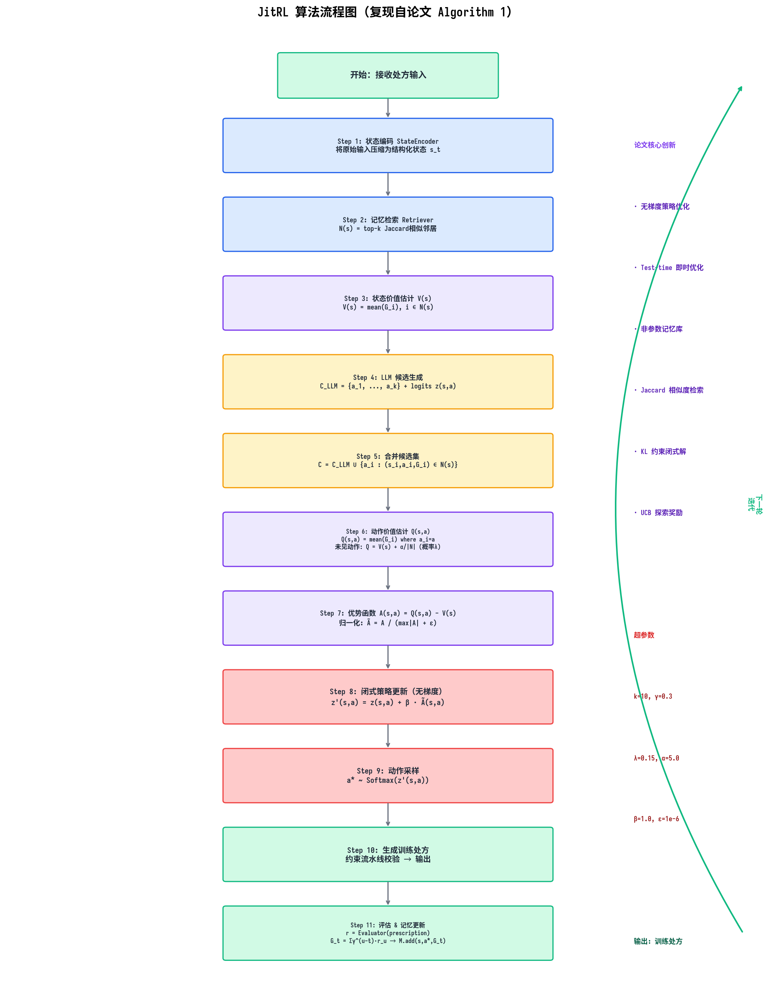 JitRL 算法流程图（复现自论文 Algorithm 1）
开始：接收处方输入
Step 1: 状态编码 StateEncoder
将原始输入压缩为结构化状态 s_t
Step 2: 记忆检索 Retriever
N(s) = top-k Jaccard相似邻居
Step 3: 状态价值估计 V(s)
V(s) = mean(G_i), i ∈ N(s)
Step 4: LLM 候选生成
C_LLM = {a_1, ..., a_k} + logits z(s,a)
Step 5: 合并候选集
C = C_LLM ∪ {a_i : (s_i,a_i,G_i) ∈ N(s)}
Step 6: 动作价值估计 Q(s,a)
Q(s,a) = mean(G_i) where a_i=a
未见动作: Q = V(s) + α/|N| (概率λ)
Step 7: 优势函数 A(s,a) = Q(s,a) - V(s)
归一化: Ã = A / (max|A| + ε)
Step 8: 闭式策略更新（无梯度）
z'(s,a) = z(s,a) + β · Ã(s,a)
Step 9: 动作采样
a* ~ Softmax(z'(s,a))
Step 10: 生成训练处方
约束流水线校验 → 输出
Step 11: 评估 & 记忆更新
r = Evaluator(prescription)
G_t = Σγ^(u-t)·r_u → M.add(s,a*,G_t)
论文核心创新
· 无梯度策略优化
· Test-time 即时优化
· 非参数记忆库
· Jaccard 相似度检索
· KL 约束闭式解
· UCB 探索奖励
下一轮
迭代
超参数
k=10, γ=0.3
λ=0.15, α=5.0
β=1.0, ε=1e-6
输出: 训练处方